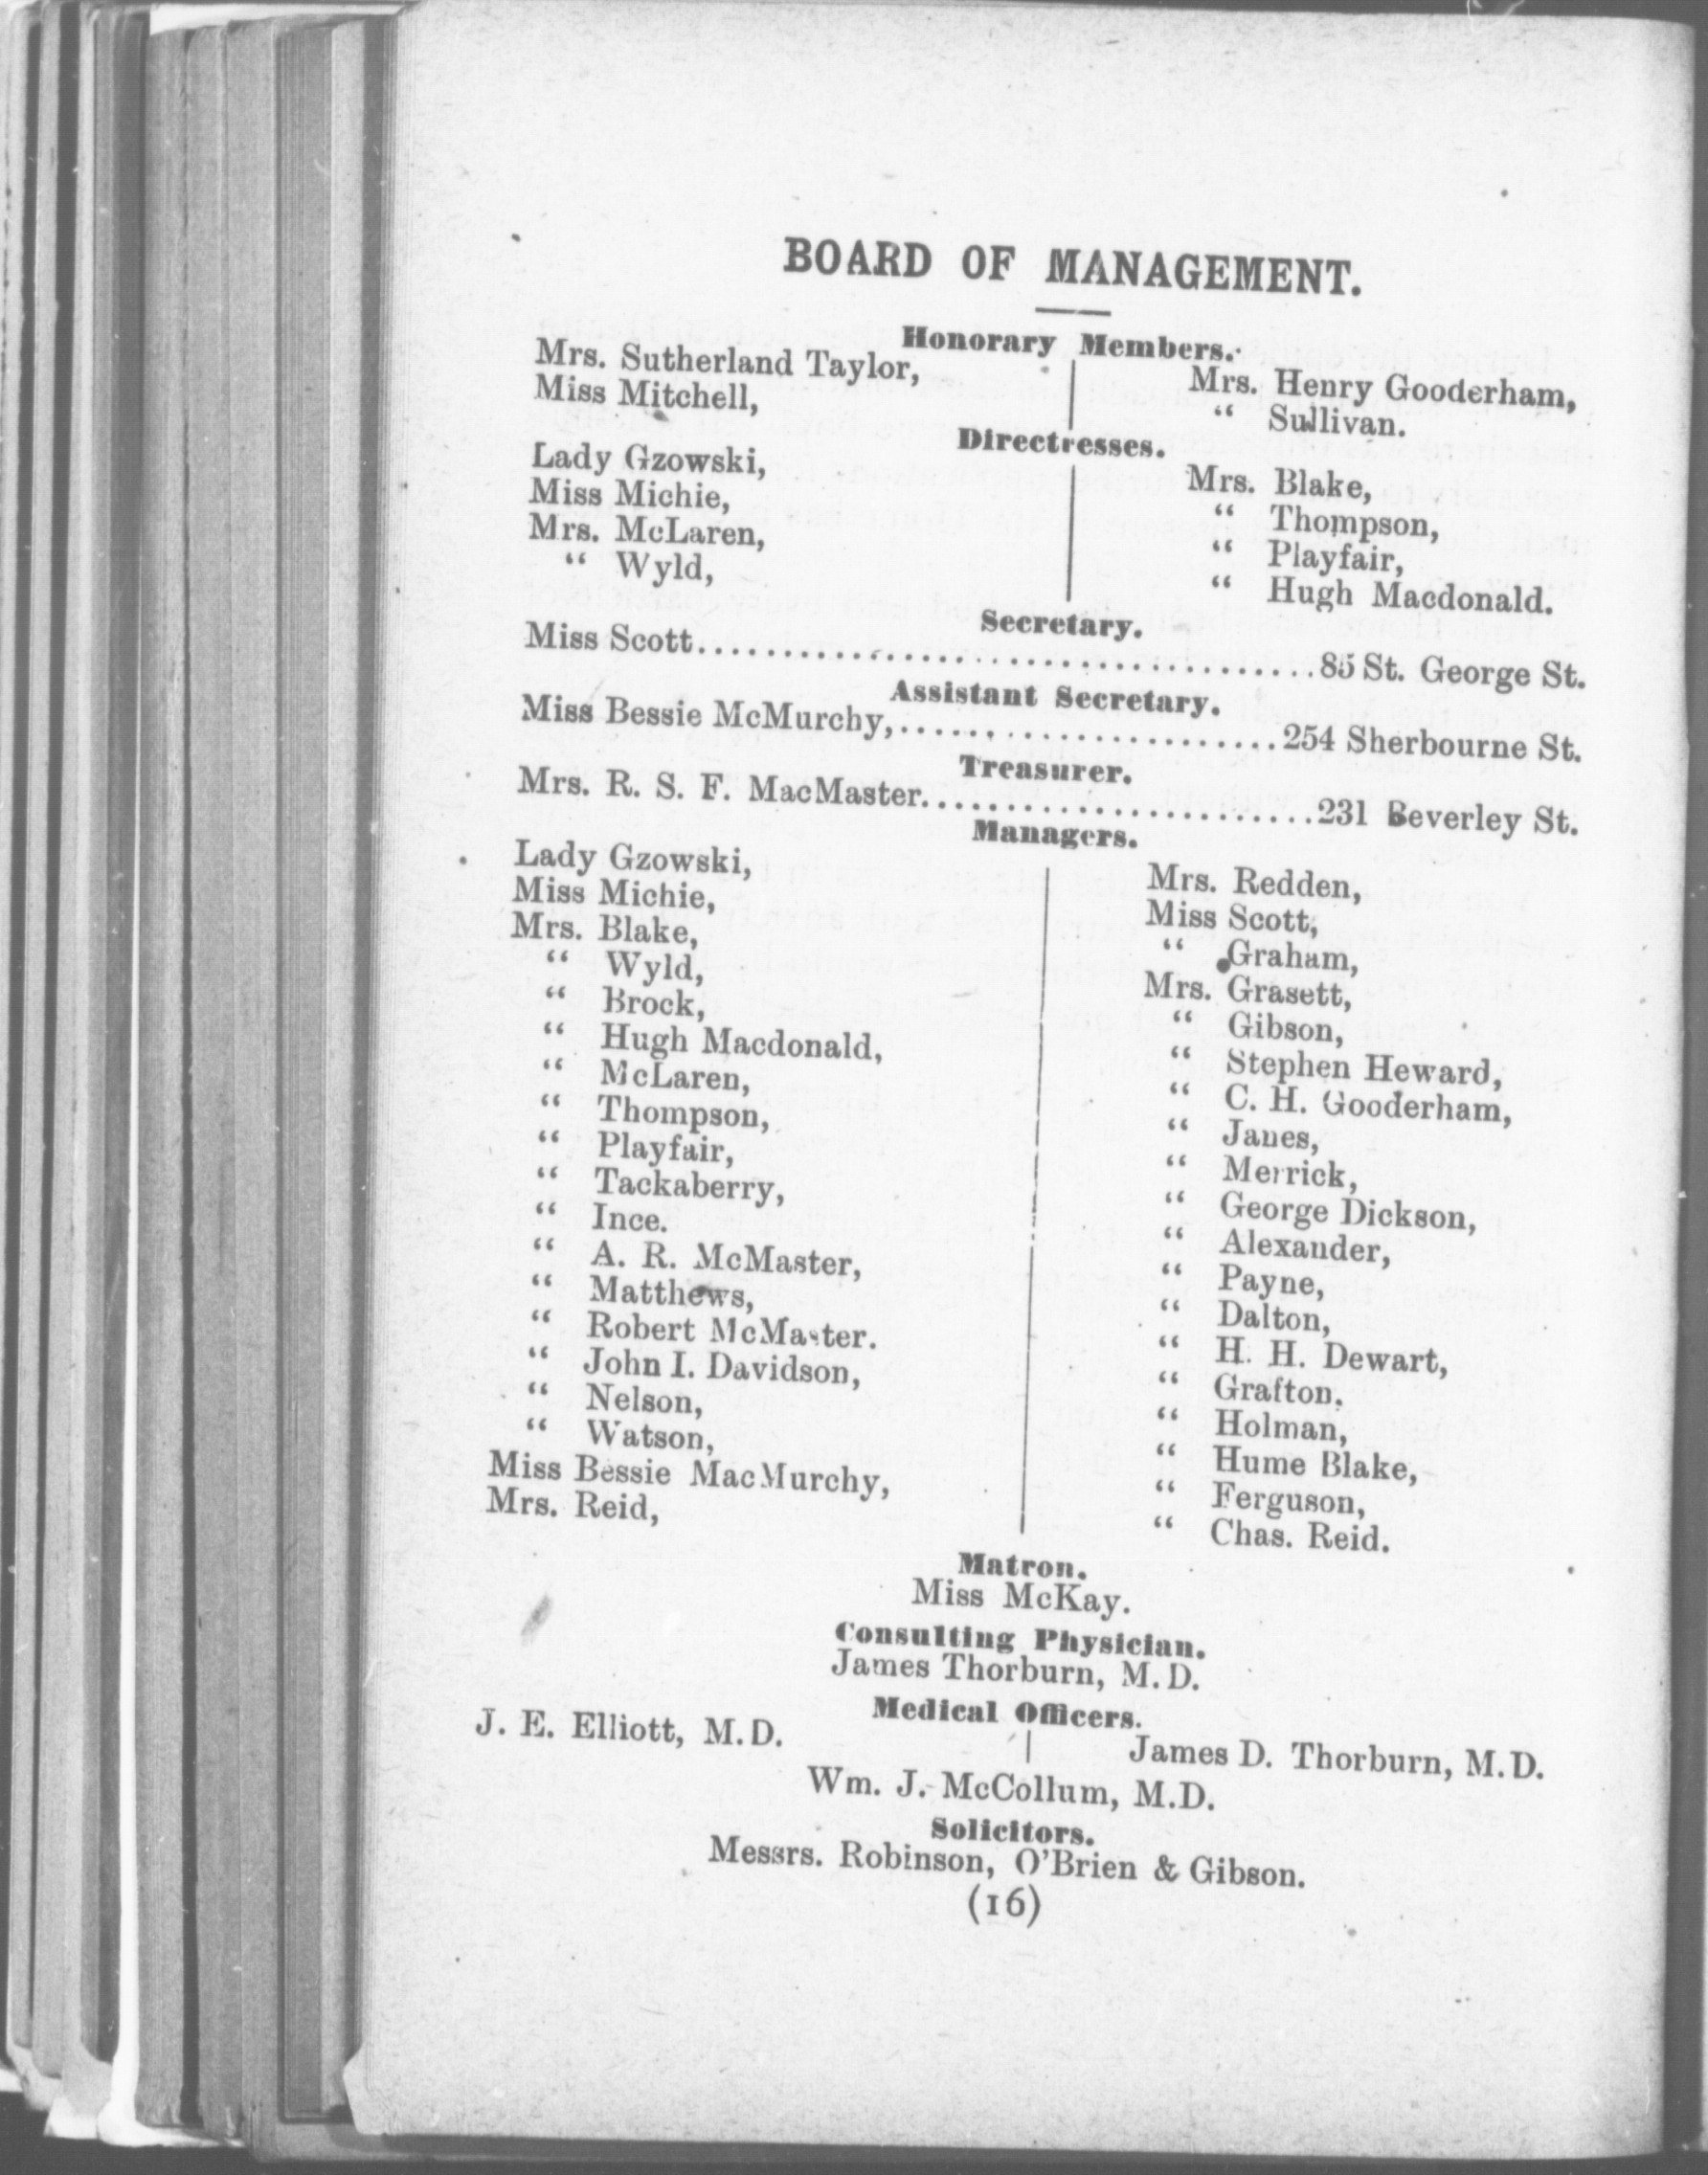 BOARD OF MANAGEMENT.
Honorary Members.
Mrs. Sutherland Taylor,
Miss Mitchell,
Mrs. Henry Gooderham,
“ Sullivan.
Directresses.
Lady Gzowski,
Miss Michie,
Mrs. McLaren,
“ Wyld,
Mrs. Blake,
“ Thompson,
“ Playfair,
“ Hugh Macdonald.
Secretary.
Miss Scott........................................85 St. George St.
Assistant Secretary.
Miss Bessie McMurchy,........................254 Sherbourne St.
Treasurer.
Mrs. R. S. F. MacMaster.........................231 Beverley St.
Managers.
Lady Gzowski,
Miss Michie,
Mrs. Blake,
“ Wyld,
“ Brock,
“ Hugh Macdonald,
“ McLaren,
“ Thompson,
“ Playfair,
“ Tackaberry,
“ Ince.
“ A. R. McMaster,
“ Matthews,
“ Robert McMaster.
“ John I. Davidson,
“ Nelson,
“ Watson,
Miss Bessie MacMurchy,
Mrs. Reid,
Mrs. Redden,
Miss Scott,
“ Graham,
Mrs. Grasett,
“ Gibson,
“ Stephen Heward,
“ C. H. Gooderham,
“ Janes,
“ Merrick,
“ George Dickson,
“ Alexander,
“ Payne,
“ Dalton,
“ H. H. Dewart,
“ Grafton,
“ Holman,
“ Hume Blake,
“ Ferguson,
“ Chas. Reid.
Matron.
Miss McKay.
Consulting Physician.
James Thorburn, M.D.
Medical Officers.
J. E. Elliott, M.D.
James D. Thorburn, M.D.
Wm. J. McCollum, M.D.
Solicitors.
Messrs. Robinson, O'Brien & Gibson.
(16)